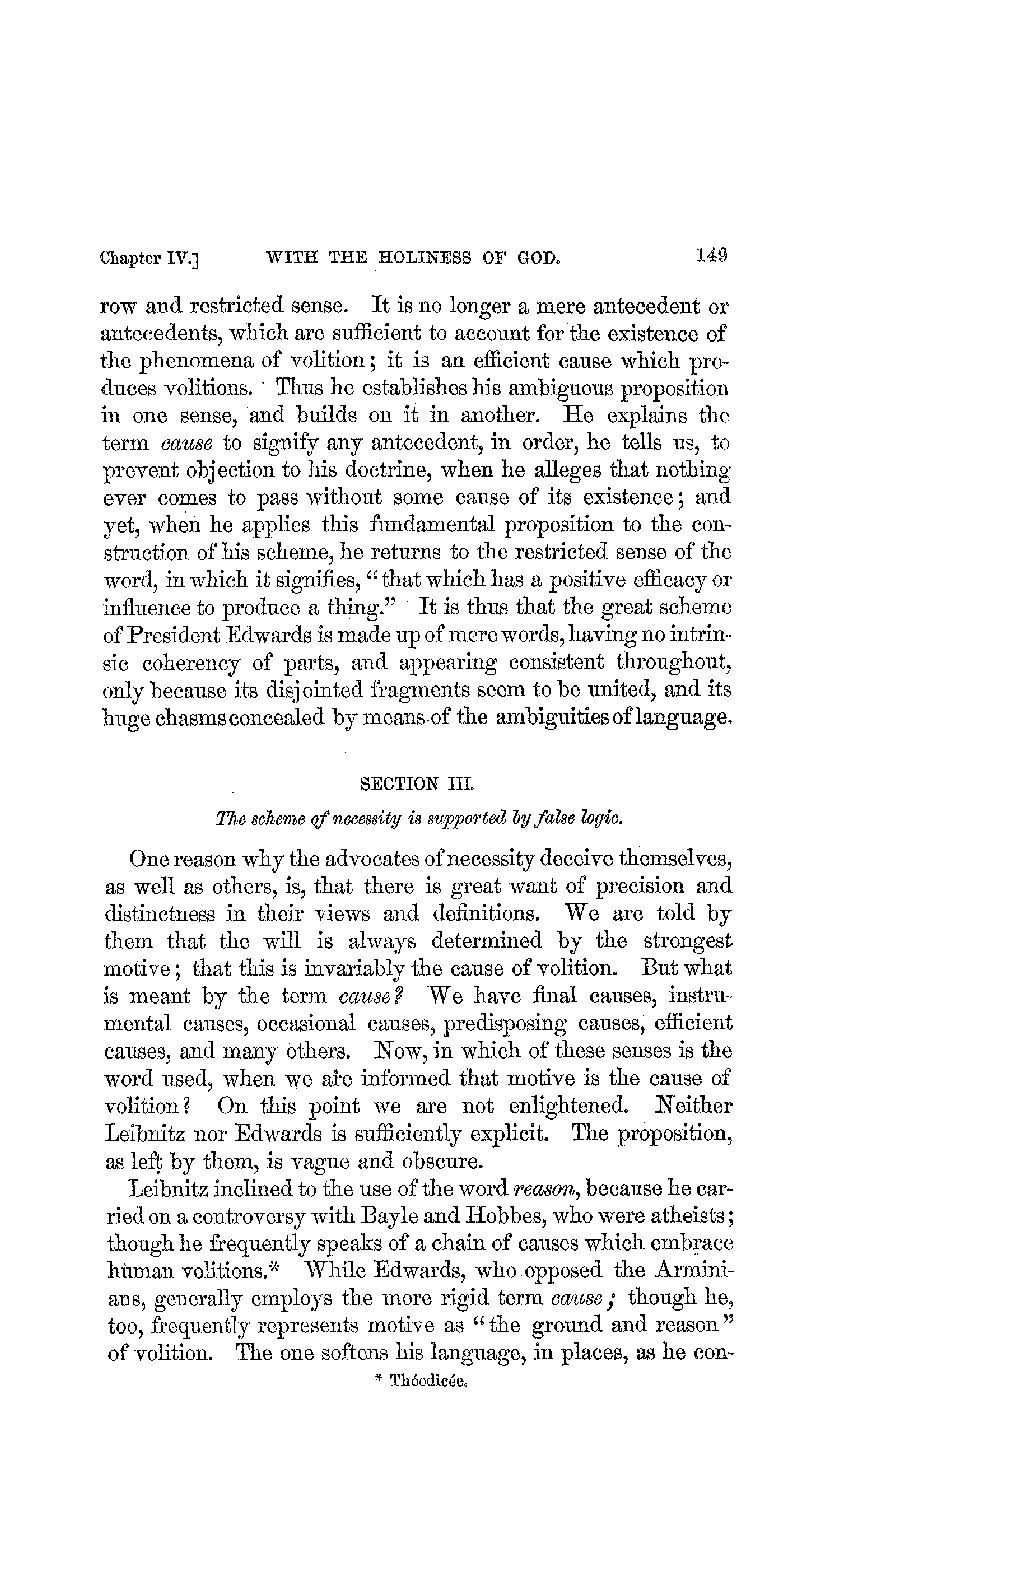 Chapter IV.] WITH THE HOLINESS OF GOD. 149
row and restricted sense. It is no longer a mere antecedent or
antecedents, which are sufficient to account for the existence of
the phenomena of volition; it is an efficient cause which pro-
duces volitions. Thus he establishes his ambiguous proposition
in one sense, and builds on it in another. He explains the
term cause to signify any antecedent, in order, he tells us, to
prevent objection to his doctrine, when he alleges that nothing
ever comes to pass without some cause of its existence; and
yet, when he applies this fundamental proposition to the con-
struction of his scheme, he returns to the restricted sense of the
word, in which it signifies, “that which has a positive efficacy or
influence to produce a thing.” It is thus that the great scheme
of President Edwards is made up of mere words, having no intrin-
sic coherency of parts, and appearing consistent throughout,
only because its disjointed fragments seem to be united, and its
huge chasms concealed by means of the ambiguities of language.
SECTION III.
The scheme of necessity is supported by false logic.
One reason why the advocates of necessity deceive themselves,
as well as others, is, that there is great want of precision and
distinctness in their views and definitions. We are told by
them that the will is always determined by the strongest
motive; that this is invariably the cause of volition. But what
is meant by the term cause? We have final causes, instru-
mental causes, occasional causes, predisposing causes, efficient
causes, and many others. Now, in which of these senses is the
word used, when we are informed that motive is the cause of
volition? On this point we are not enlightened. Neither
Leibnitz nor Edwards is sufficiently explicit. The proposition,
as left by them, is vague and obscure.
Leibnitz inclined to the use of the word reason, because he car-
ried on a controversy with Bayle and Hobbes, who were atheists;
though he frequently speaks of a chain of causes which embrace
human volitions.* While Edwards, who opposed the Armini-
ans, generally employs the more rigid term cause; though he,
too, frequently represents motive as “the ground and reason”
of volition. The one softens his language, in places, as he con-
* Théodicée.